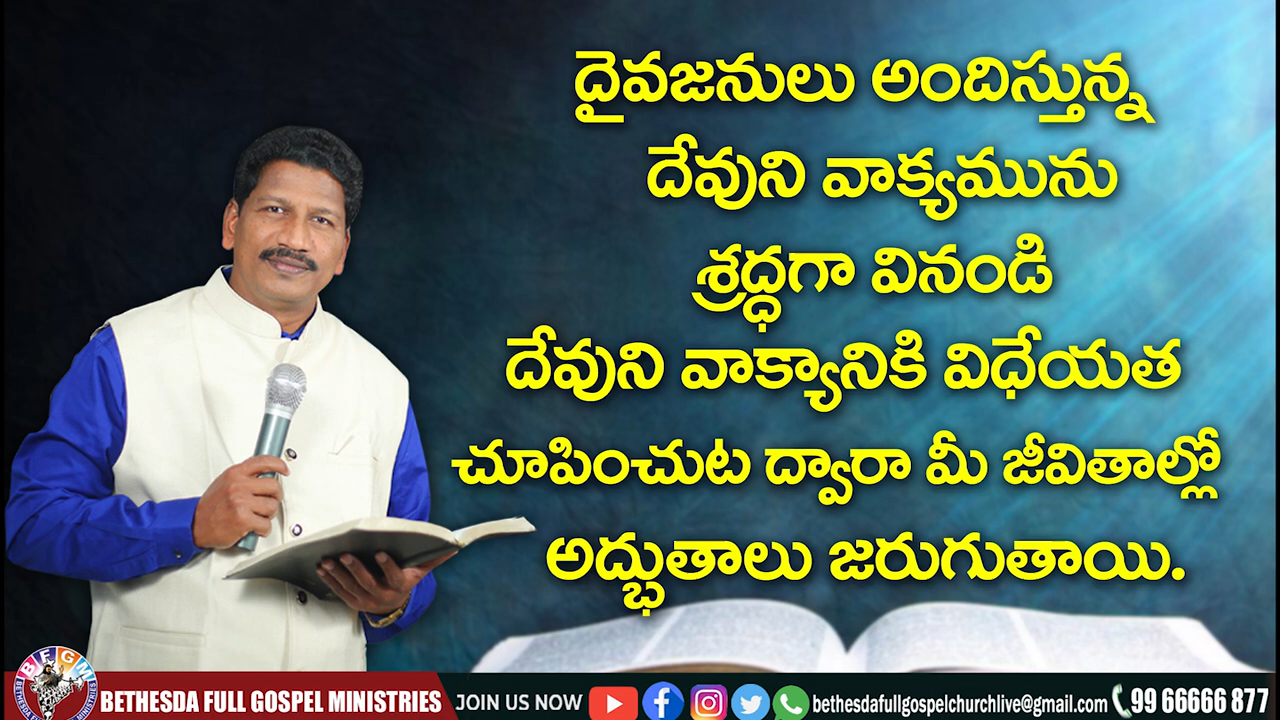 దైవజనులు అందిస్తున్న
దేవుని వాక్యమును
శ్రద్ధగా వినండి
దేవుని వాక్యానికి విధేయత
చూపించుట ద్వారా మీ జీవితాల్లో
అద్భుతాలు జరుగుతాయి.
BFGM
BETHESDA FULL GOSPEL MINISTRIES JOIN US NOW bethesdafullgospelchurchlive@gmail.com 99 66666 877